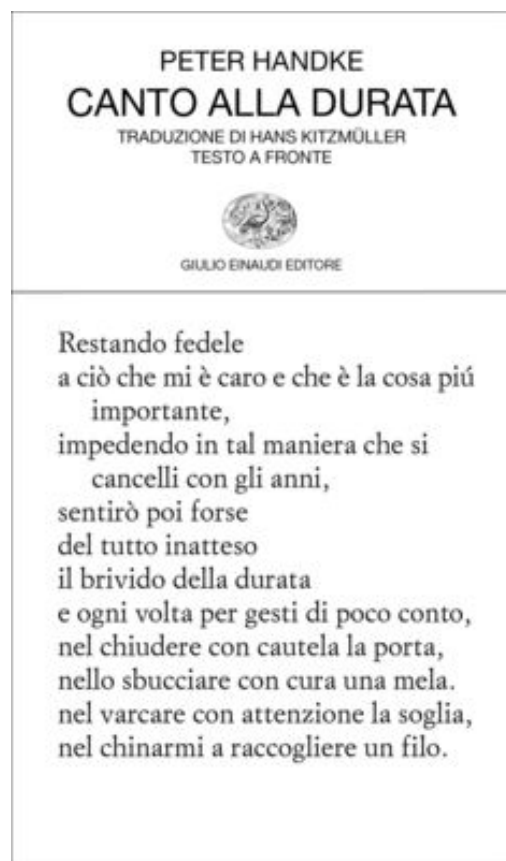 PETER HANDKE
CANTO ALLA DURATA
TRADUZIONE DI HANS KITZMÜLLER
TESTO A FRONTE
GIULIO EINAUDI EDITORE
Restando fedele
a ciò che mi è caro e che è la cosa piú
importante,
impedendo in tal maniera che si
cancelli con gli anni,
sentirò poi forse
del tutto inatteso
il brivido della durata
e ogni volta per gesti di poco conto,
nel chiudere con cautela la porta,
nello sbucciare con cura una mela.
nel varcare con attenzione la soglia,
nel chinarmi a raccogliere un filo.